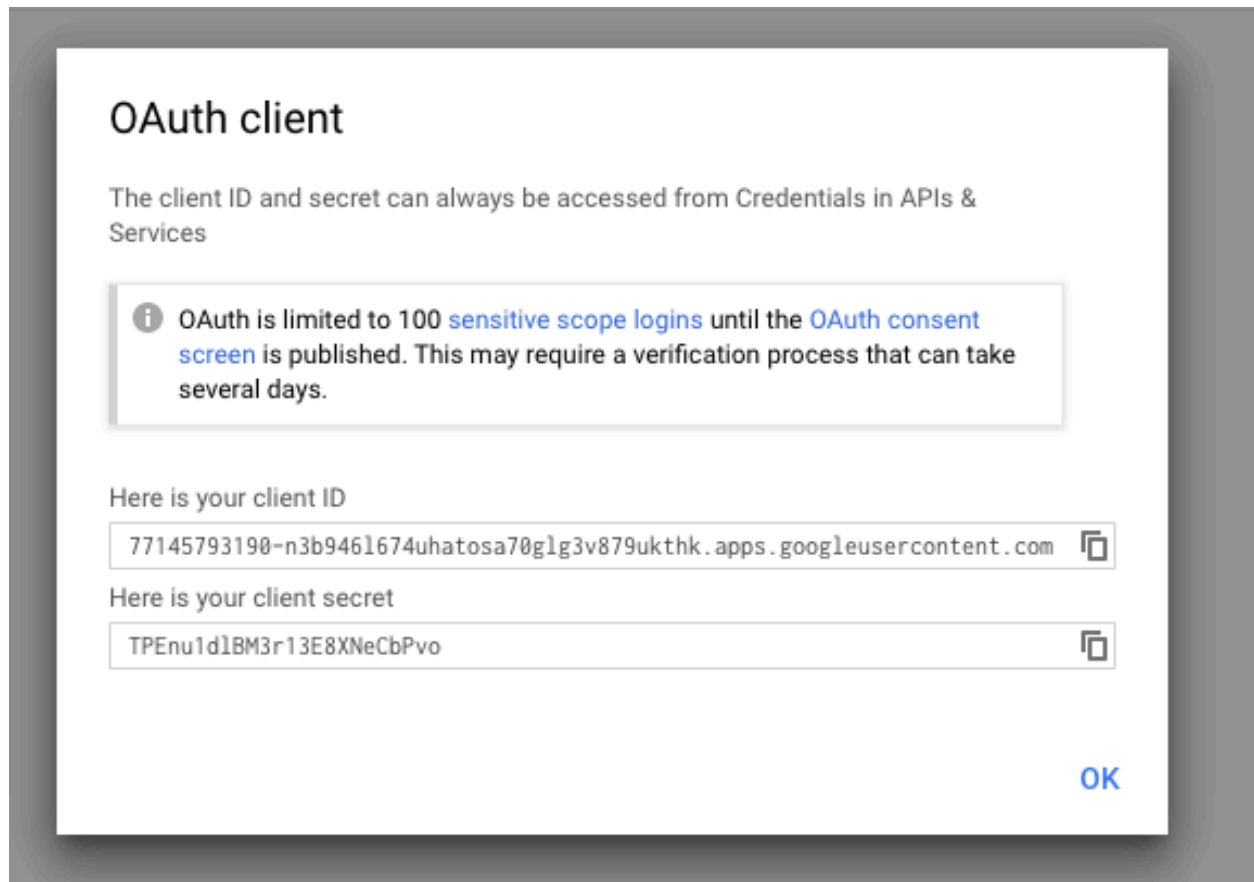 OAuth client
The client ID and secret can always be accessed from Credentials in APIs &
Services
OAuth is limited to 100 sensitive scope logins until the OAuth consent
screen is published. This may require a verification process that can take
several days.
Here is your client ID
77145793190-n3b946l674uhatosa70glg3v879ukthk.apps.googleusercontent.com
Here is your client secret
TPEnu1dlBM3r13E8XNeCbPvo
OK